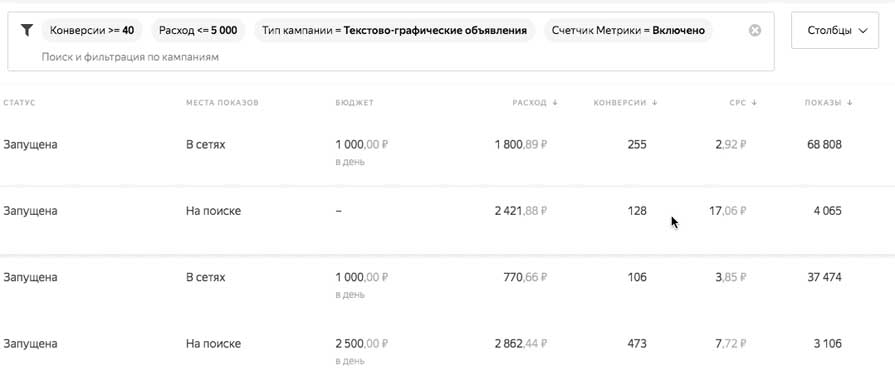 Конверсии >= 40 Расход <= 5 000 Тип кампании = Текстово-графические объявления Счетчик Метрики = Включено Столбцы
Поиск и фильтрация по кампаниям
СТАТУС МЕСТА ПОКАЗОВ БЮДЖЕТ РАСХОД ↓ КОНВЕРСИИ ↓ CPC ↓ ПОКАЗЫ ↓
Запущена В сетях 1 000,00 ₽ 1 800,89 ₽ 255 2,92 ₽ 68 808
в день
Запущена На поиске – 2 421,88 ₽ 128 17,06 ₽ 4 065
Запущена В сетях 1 000,00 ₽ 770,66 ₽ 106 3,85 ₽ 37 474
в день
Запущена На поиске 2 500,00 ₽ 2 862,44 ₽ 473 7,72 ₽ 3 106
в день